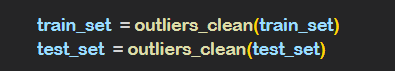 train_set = outliers_clean(train_set)
test_set = outliers_clean(test_set)